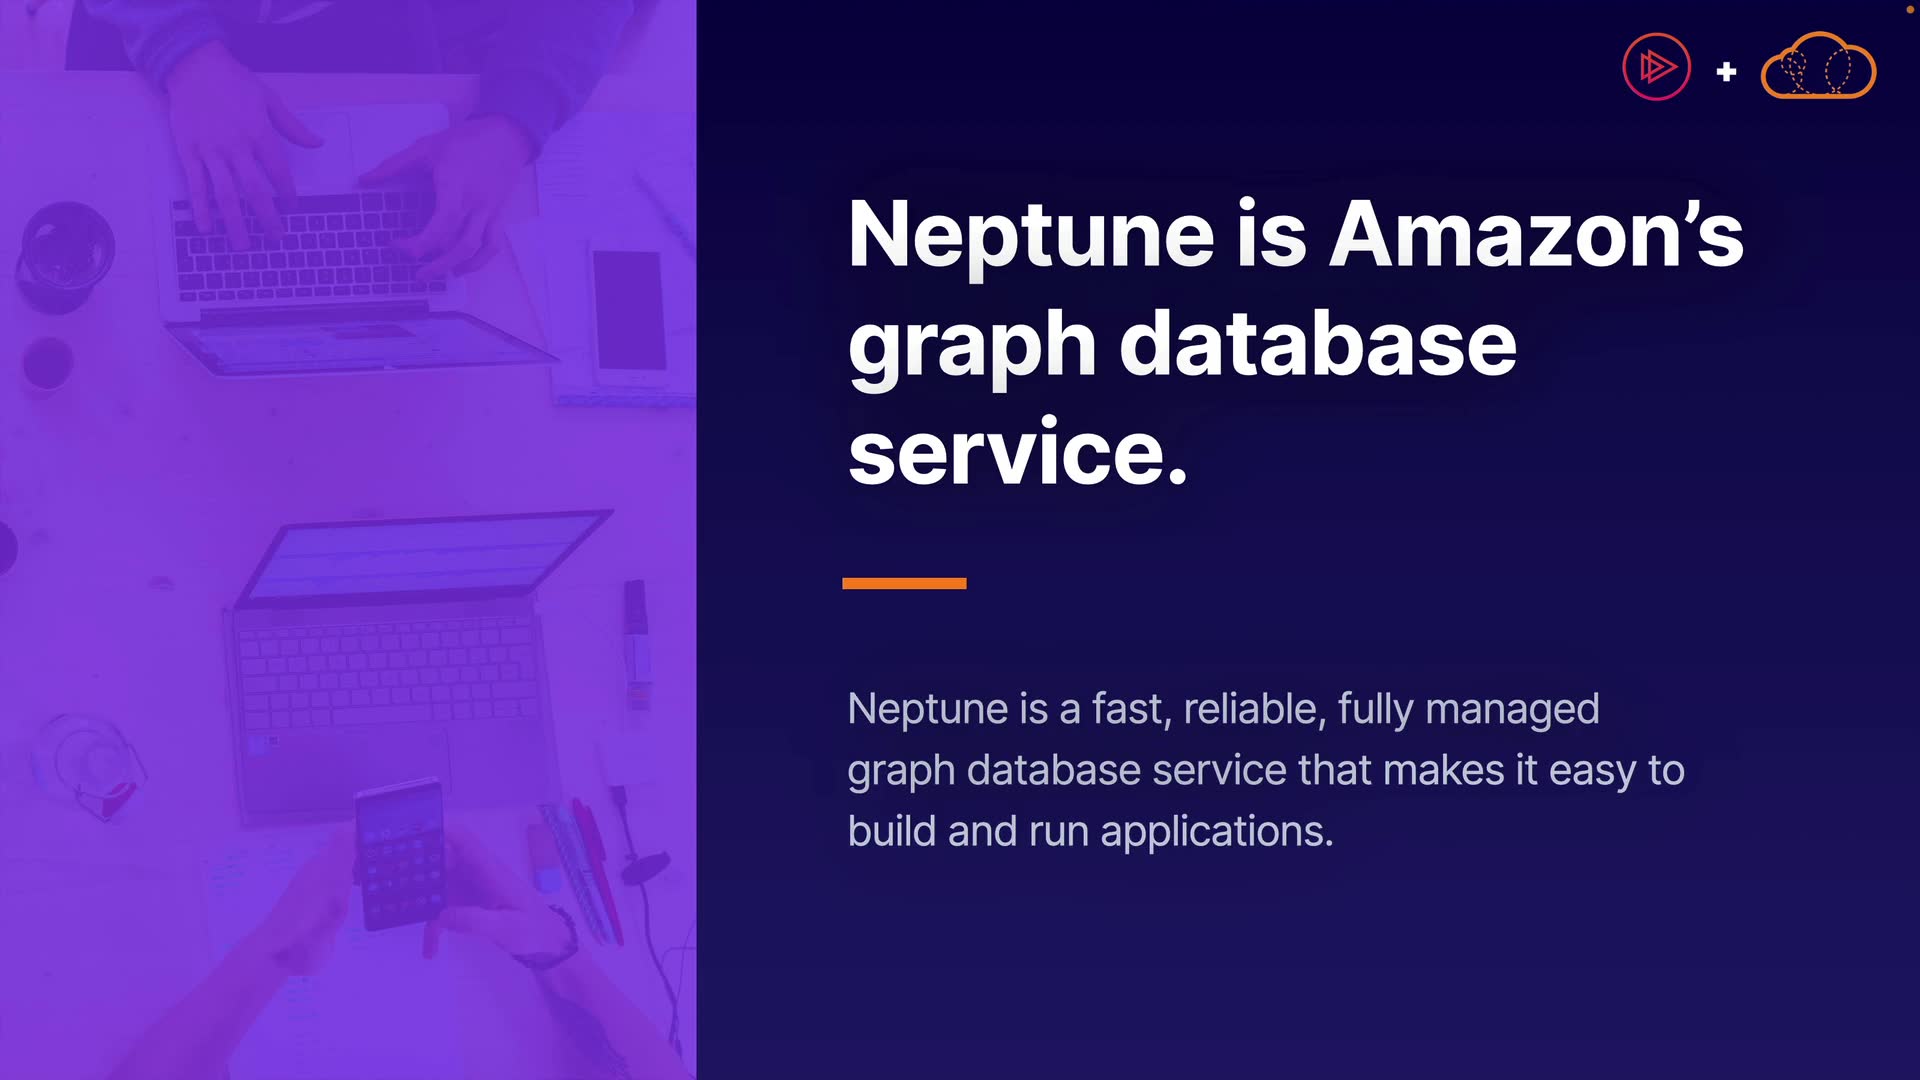 Neptune is Amazon’s
graph database
service.
Neptune is a fast, reliable, fully managed
graph database service that makes it easy to
build and run applications.